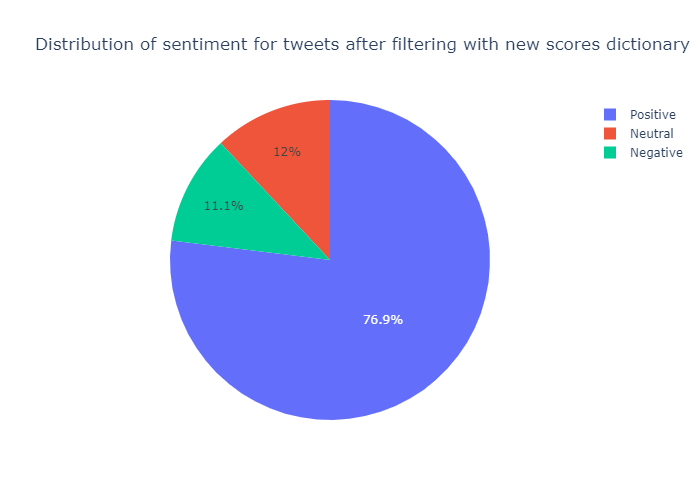 Distribution of sentiment for tweets after filtering with new scores dictionary
Positive
Neutral
Negative
12%
11.1%
76.9%